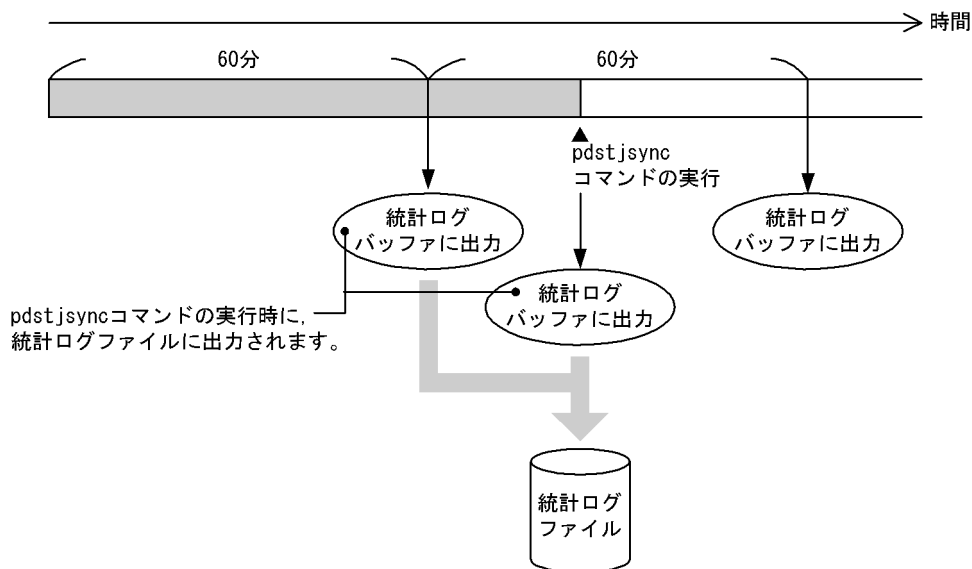 時間
60分
60分
pdstjsync
コマンドの実行
統計ログ
バッファに出力
統計ログ
バッファに出力
統計ログ
バッファに出力
pdstjsyncコマンドの実行時に,
統計ログファイルに出力されます。
統計ログ
ファイル